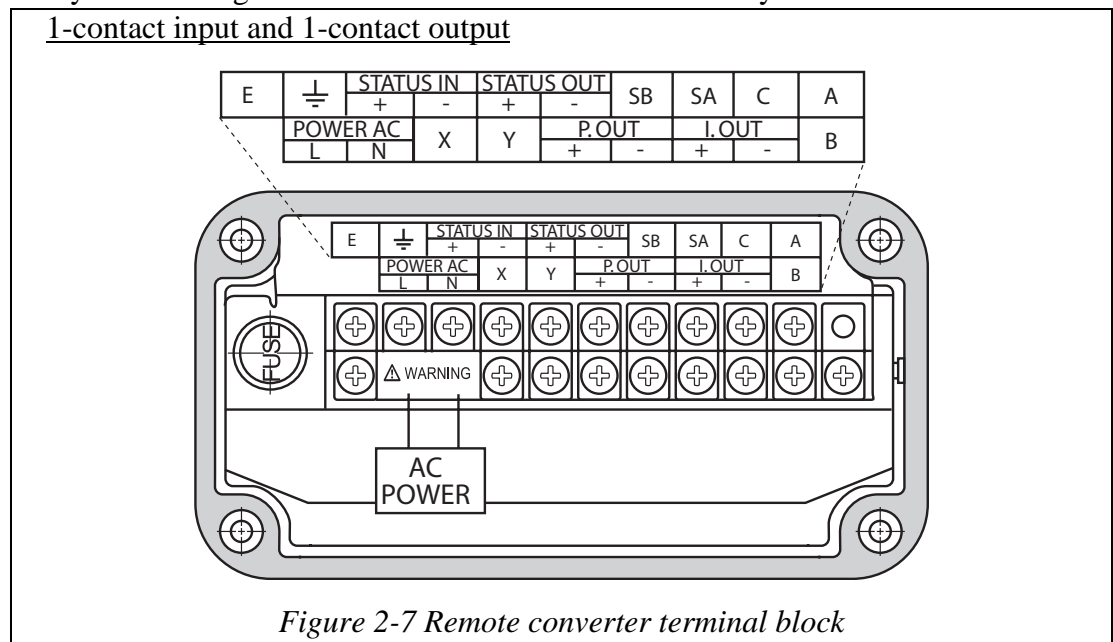 1-contact input and 1-contact output
E ⏚ STATUS IN STATUS OUT SB SA C A
+ - + -
POWER AC X Y P.OUT I.OUT B
L N + - + -
E ⏚ STATUS IN STATUS OUT SB SA C A
+ - + -
POWER AC X Y P.OUT I.OUT B
L N + - + -
FUSE
⚠ WARNING
AC
POWER
Figure 2-7 Remote converter terminal block